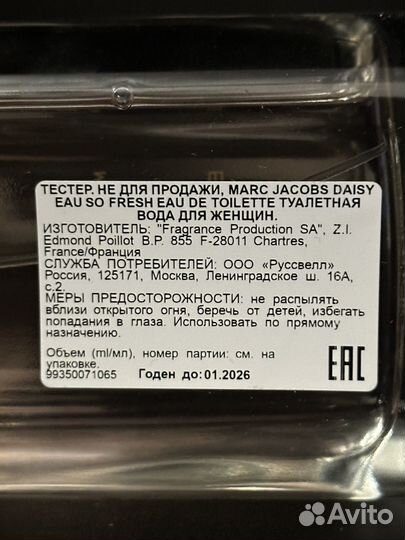 ТЕСТЕР. НЕ ДЛЯ ПРОДАЖИ, MARC JACOBS DAISY
EAU SO FRESH EAU DE TOILETTE ТУАЛЕТНАЯ
ВОДА ДЛЯ ЖЕНЩИН.
ИЗГОТОВИТЕЛЬ: "Fragrance Production SA", Z.I.
Edmond Poillot B.P. 855 F-28011 Chartres,
France/Франция
СЛУЖБА ПОТРЕБИТЕЛЕЙ: ООО «Руссвелл»
Россия, 125171, Москва, Ленинградское ш. 16А,
с.2.
МЕРЫ ПРЕДОСТОРОЖНОСТИ: не распылять
вблизи открытого огня, беречь от детей, избегать
попадания в глаза. Использовать по прямому
назначению.
Объем (ml/мл), номер партии: см. на
упаковке.
99350071065 Годен до:01.2026
EAC
Avito